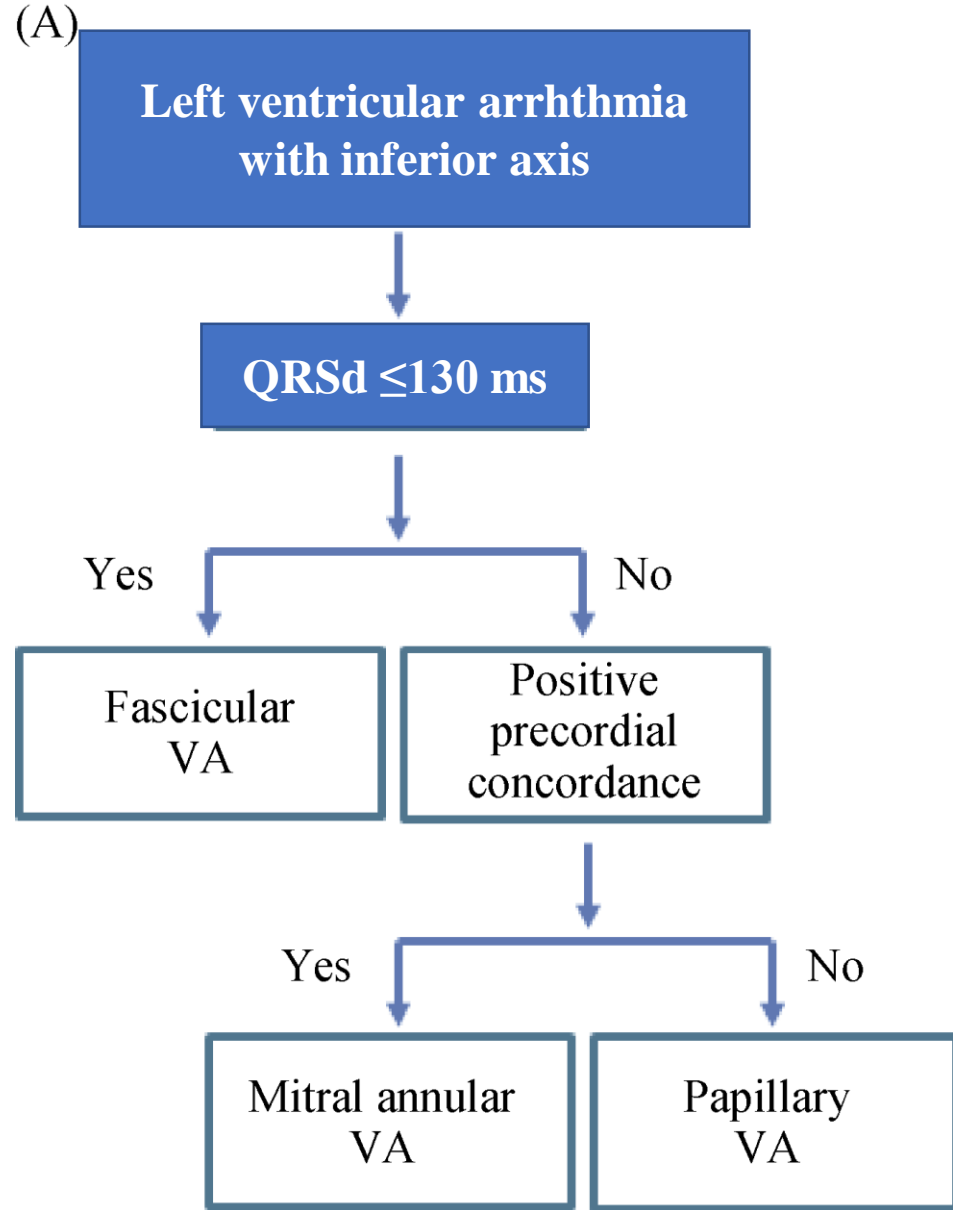 (A)
Left ventricular arrhthmia
with inferior axis
QRSd ≤130 ms
Yes
No
Fascicular
VA
Positive
precordial
concordance
Yes
No
Mitral annular
VA
Papillary
VA